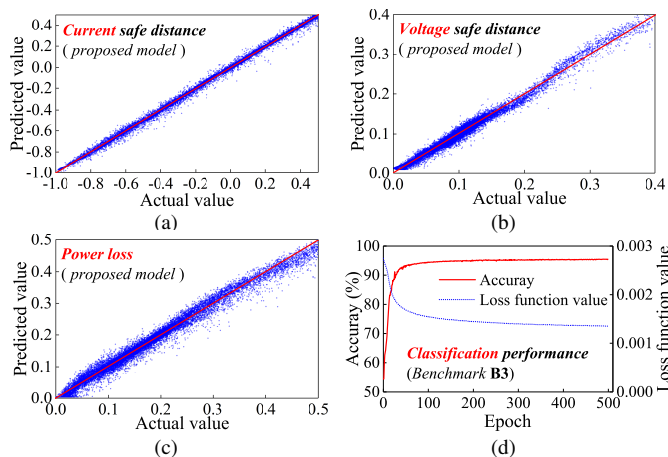 Current safe distance
( proposed model )
Predicted value
0.4
0.2
0.0
-0.2
-0.4
-0.6
-0.8
-1.0
-1.0 -0.8 -0.6 -0.4 -0.2 0.0 0.2 0.4
Actual value
(a)
Voltage safe distance
( proposed model )
Predicted value
0.4
0.3
0.2
0.1
0.0
0.0 0.1 0.2 0.3 0.4
Actual value
(b)
Power loss
( proposed model )
Predicted value
0.5
0.4
0.3
0.2
0.1
0.0
0.0 0.1 0.2 0.3 0.4 0.5
Actual value
(c)
Accuray (%)
100
90
80
70
60
50
Accuray
Loss function value
Classification performance
(Benchmark B3)
0.003
0.002
0.001
0.000
Loss function value
0 100 200 300 400 500
Epoch
(d)